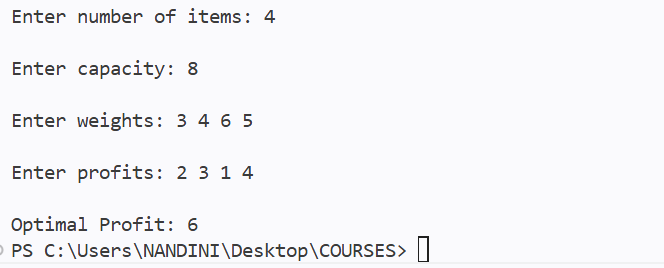 Enter number of items: 4
Enter capacity: 8
Enter weights: 3 4 6 5
Enter profits: 2 3 1 4
Optimal Profit: 6
PS C:\Users\NANDINI\Desktop\COURSES>